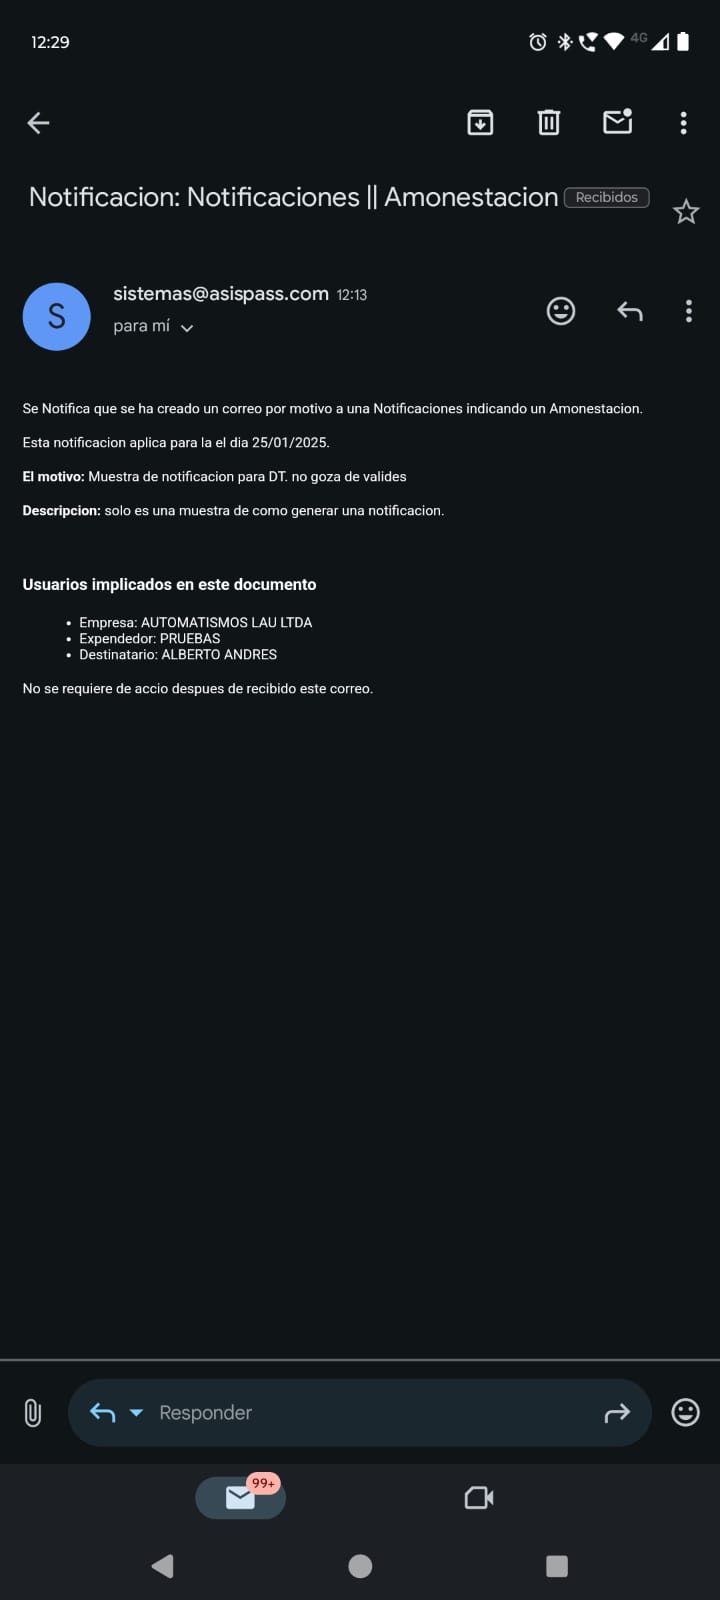 12:29
4G
Notificacion: Notificaciones || Amonestacion Recibidos
S
sistemas@asispass.com 12:13
para mí
Se Notifica que se ha creado un correo por motivo a una Notificaciones indicando un Amonestacion.
Esta notificacion aplica para la el dia 25/01/2025.
El motivo: Muestra de notificacion para DT. no goza de valides
Descripcion: solo es una muestra de como generar una notificacion.
Usuarios implicados en este documento
• Empresa: AUTOMATISMOS LAU LTDA
• Expendedor: PRUEBAS
• Destinatario: ALBERTO ANDRES
No se requiere de accio despues de recibido este correo.
Responder
99+